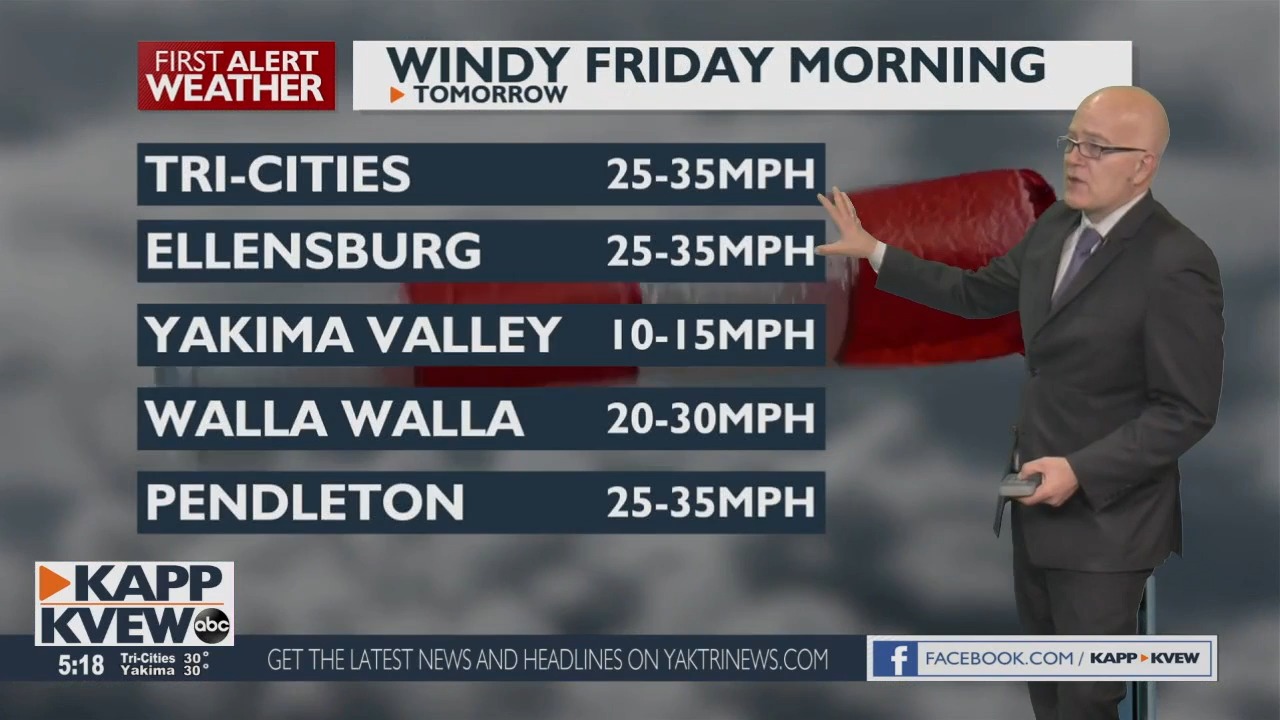 FIRST ALERT
WEATHER
WINDY FRIDAY MORNING
TOMORROW
TRI-CITIES 25-35MPH
ELLENSBURG 25-35MPH
YAKIMA VALLEY 10-15MPH
WALLA WALLA 20-30MPH
PENDLETON 25-35MPH
KAPP
KVEW abc
5:18 Tri-Cities 30°
Yakima 30°
GET THE LATEST NEWS AND HEADLINES ON YAKTRINEWS.COM
f FACEBOOK.COM / KAPP KVEW